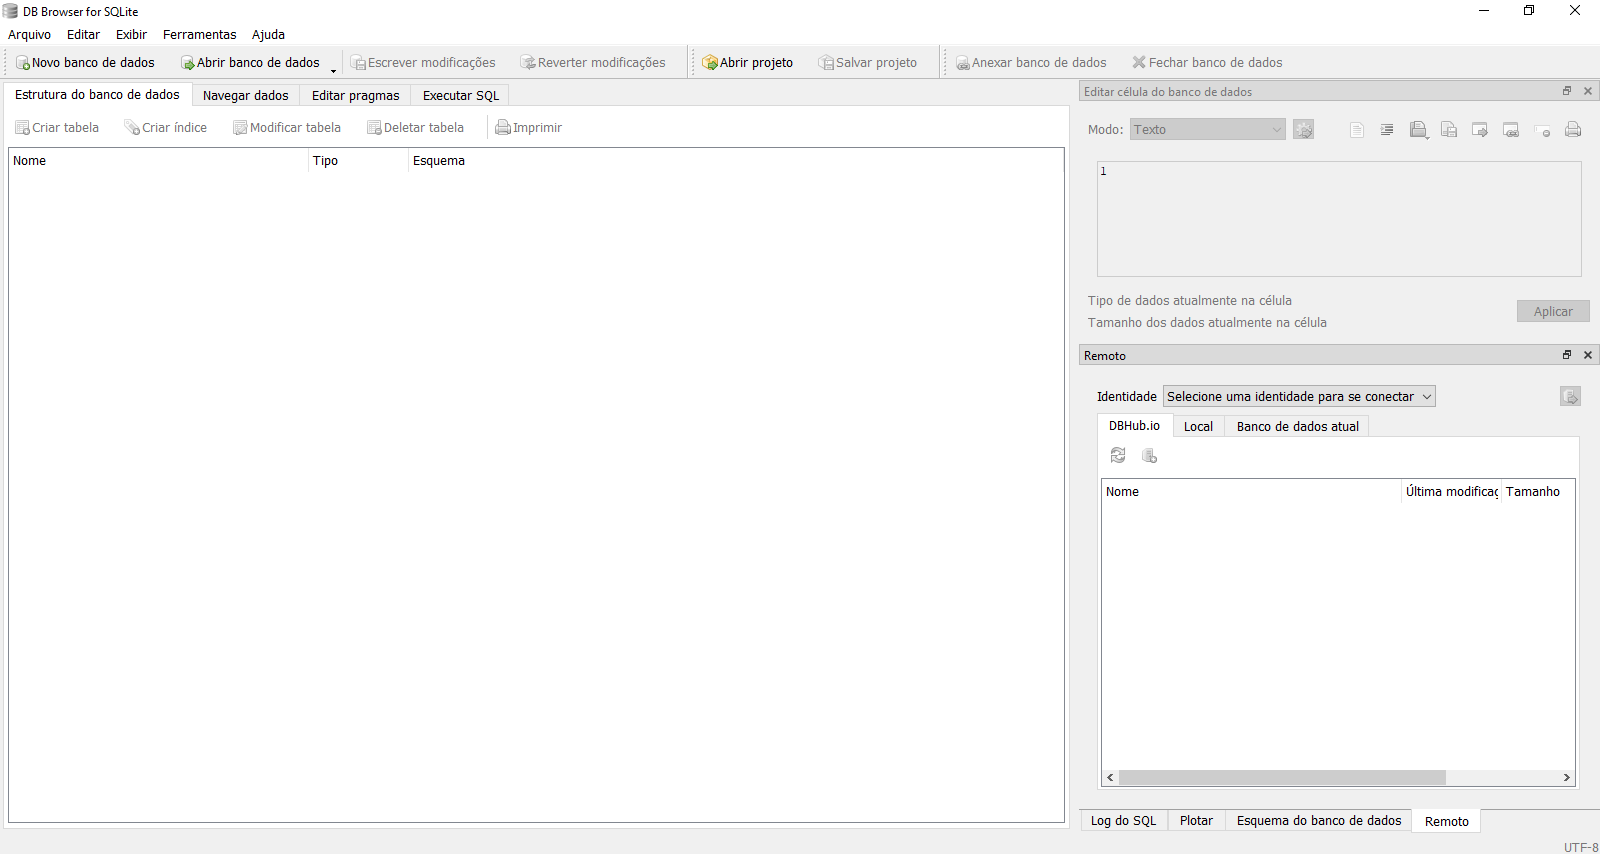 DB Browser for SQLite
Arquivo Editar Exibir Ferramentas Ajuda
Novo banco de dados Abrir banco de dados Escrever modificações Reverter modificações Abrir projeto Salvar projeto Anexar banco de dados Fechar banco de dados
Estrutura do banco de dados Navegar dados Editar pragmas Executar SQL
Criar tabela Criar índice Modificar tabela Deletar tabela Imprimir
Nome Tipo Esquema
Editar célula do banco de dados
Modo: Texto
1
Tipo de dados atualmente na célula
Tamanho dos dados atualmente na célula
Aplicar
Remoto
Identidade Selecione uma identidade para se conectar
DBHub.io Local Banco de dados atual
Nome Última modificaç Tamanho
Log do SQL Plotar Esquema do banco de dados Remoto
UTF-8